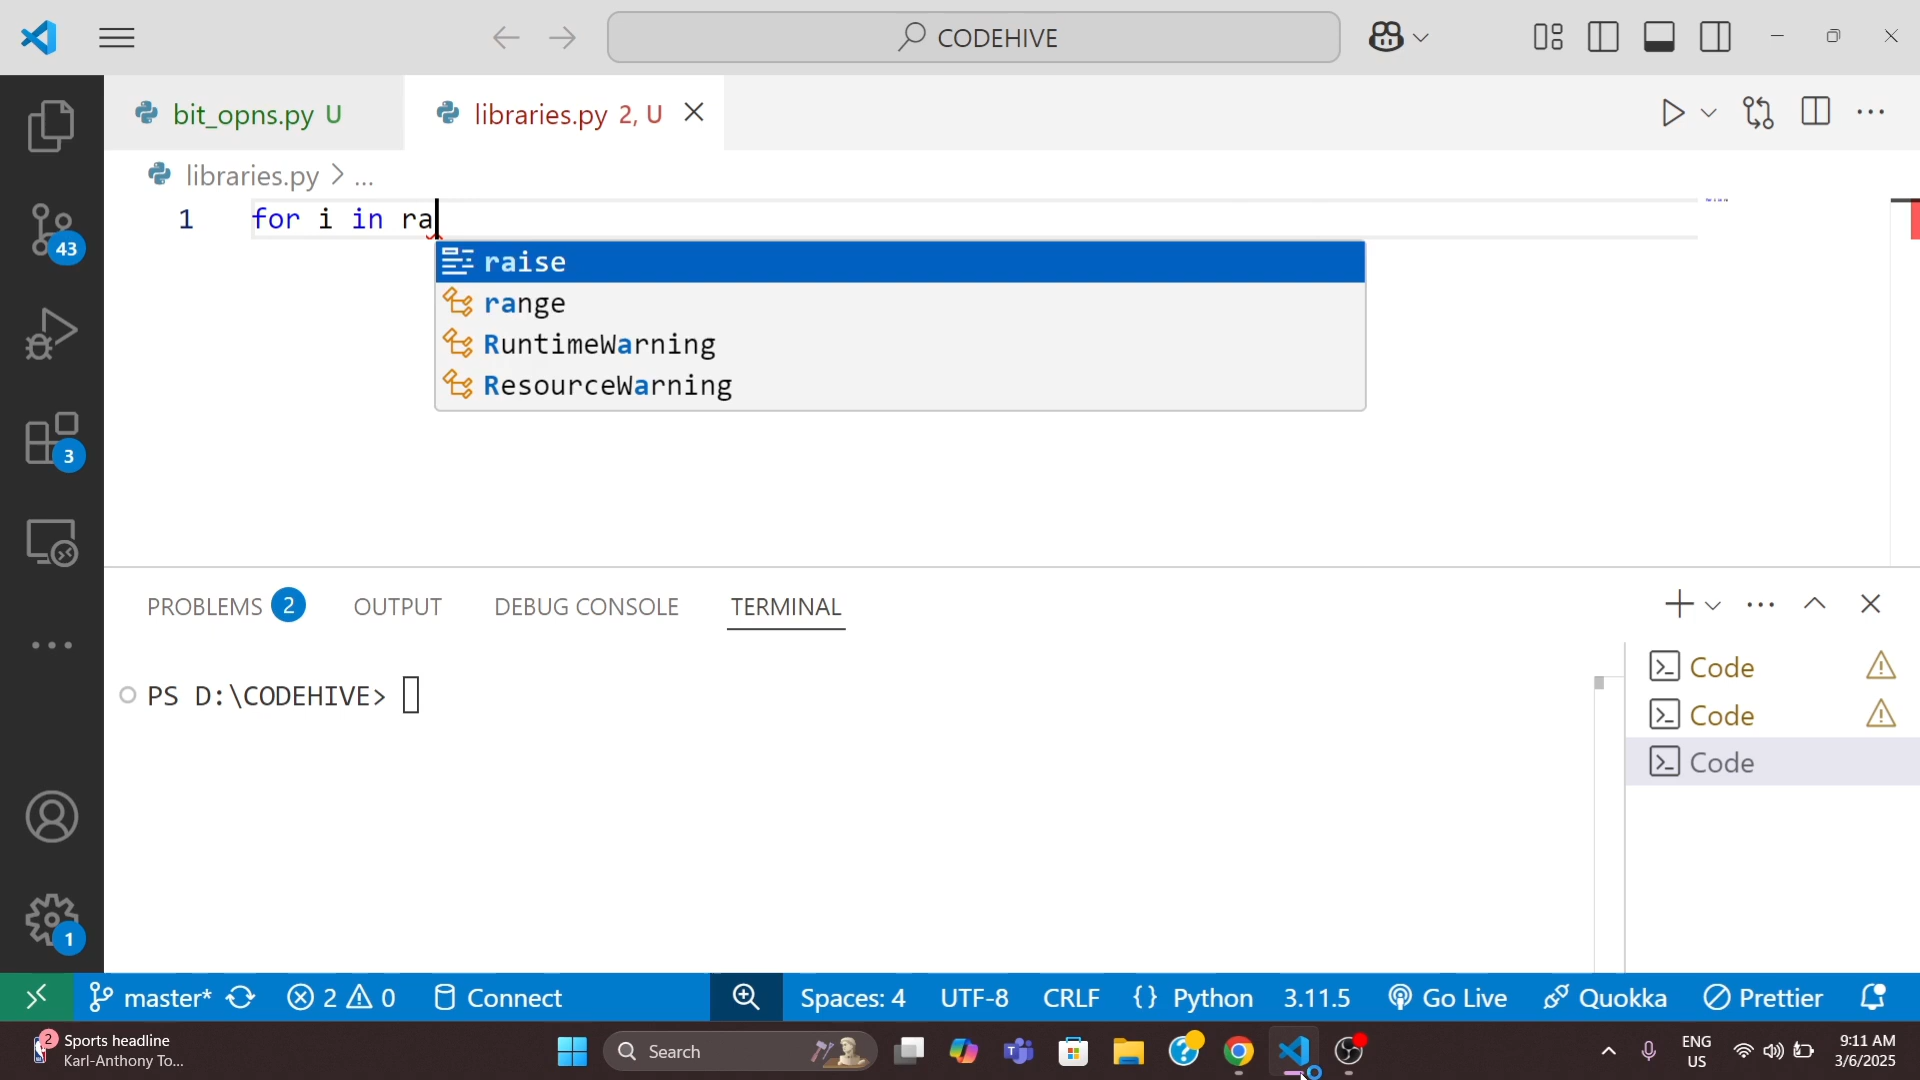 CODEHIVE
bit_opns.py U
libraries.py 2, U
libraries.py > ...
1 for i in ra
raise
range
RuntimeWarning
ResourceWarning
43
3
1
PROBLEMS 2 OUTPUT DEBUG CONSOLE TERMINAL
PS D:\CODEHIVE>
Code
Code
Code
master* 2 0 Connect Spaces: 4 UTF-8 CRLF {} Python 3.11.5 Go Live Quokka Prettier
2 Sports headline
Karl-Anthony To...
Search
ENG
US
9:11 AM
3/6/2025